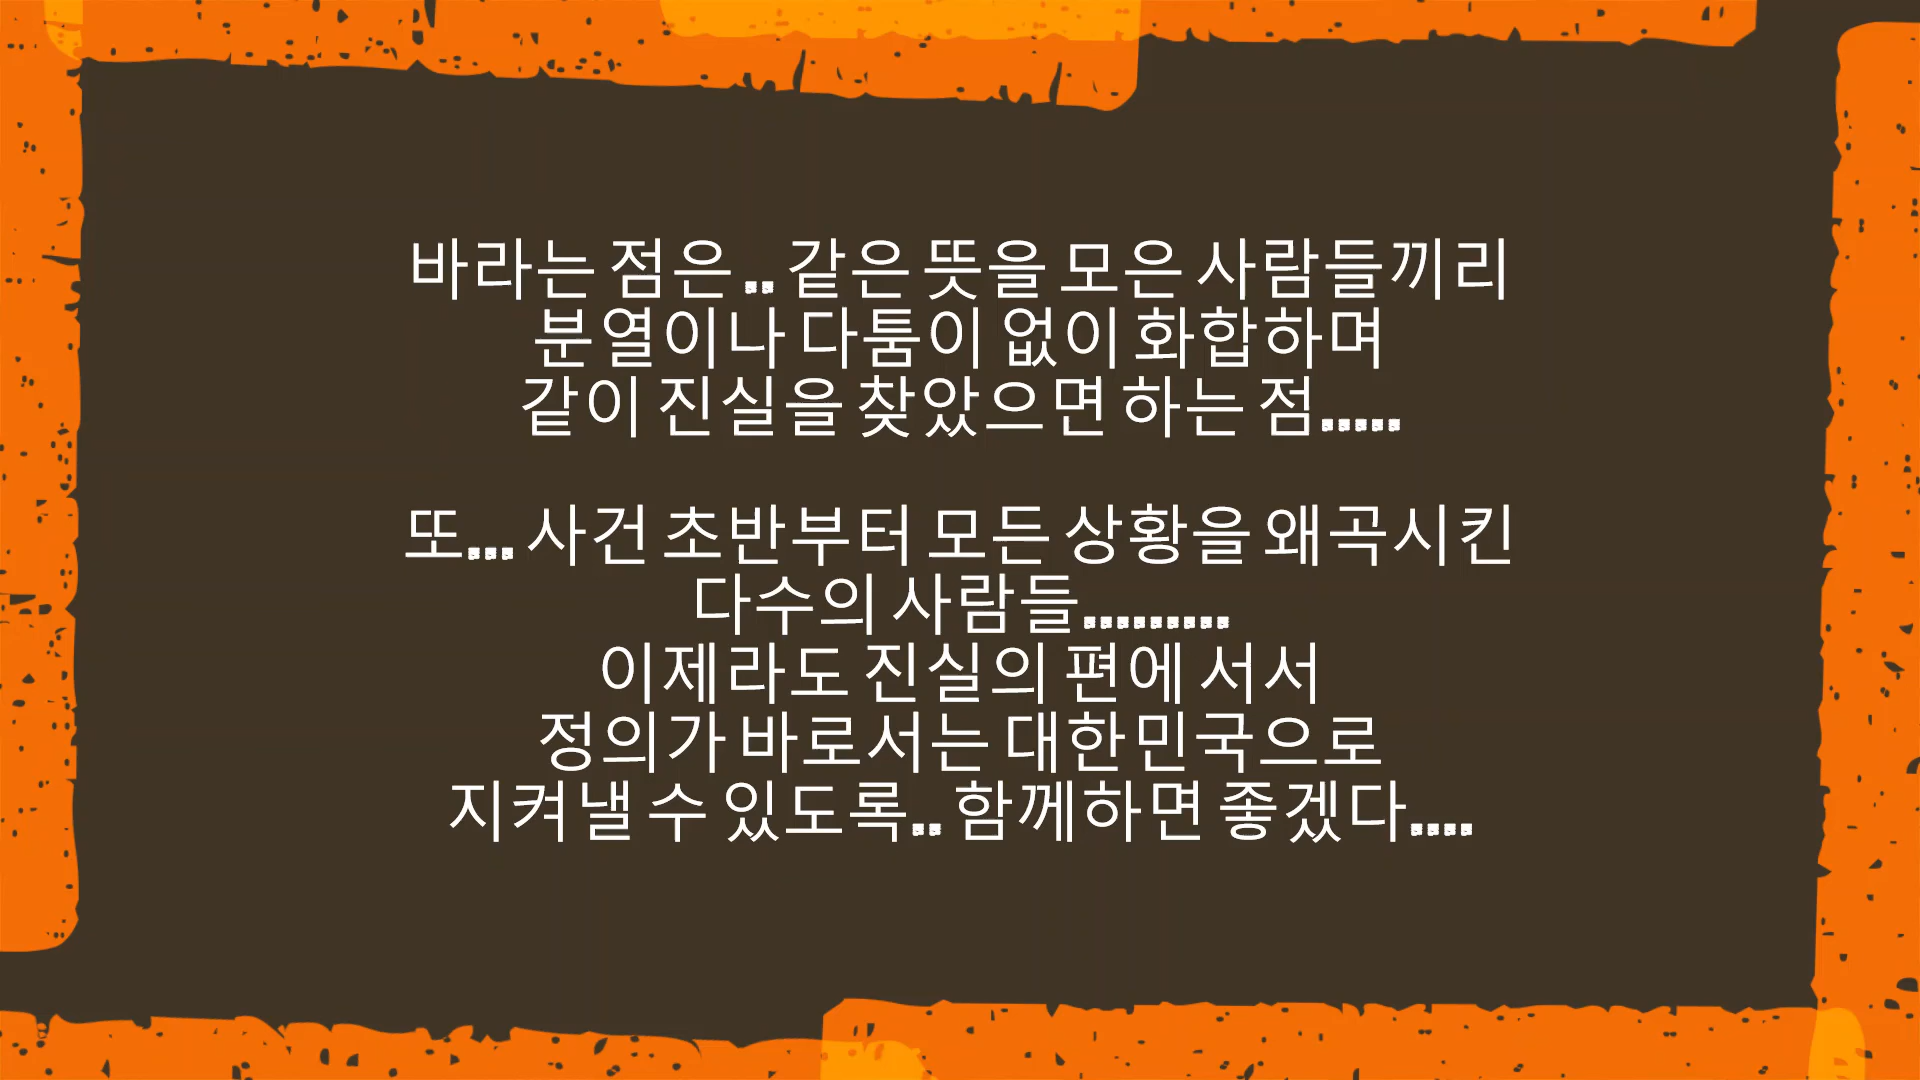 바라는 점은.. 같은 뜻을 모은 사람들끼리
분열이나 다툼이 없이 화합하며
같이 진실을 찾았으면 하는 점.....
또... 사건 초반부터 모든 상황을 왜곡시킨
다수의 사람들.........
이제라도 진실의 편에 서서
정의가 바로서는 대한민국으로
지켜낼 수 있도록.. 함께하면 좋겠다....